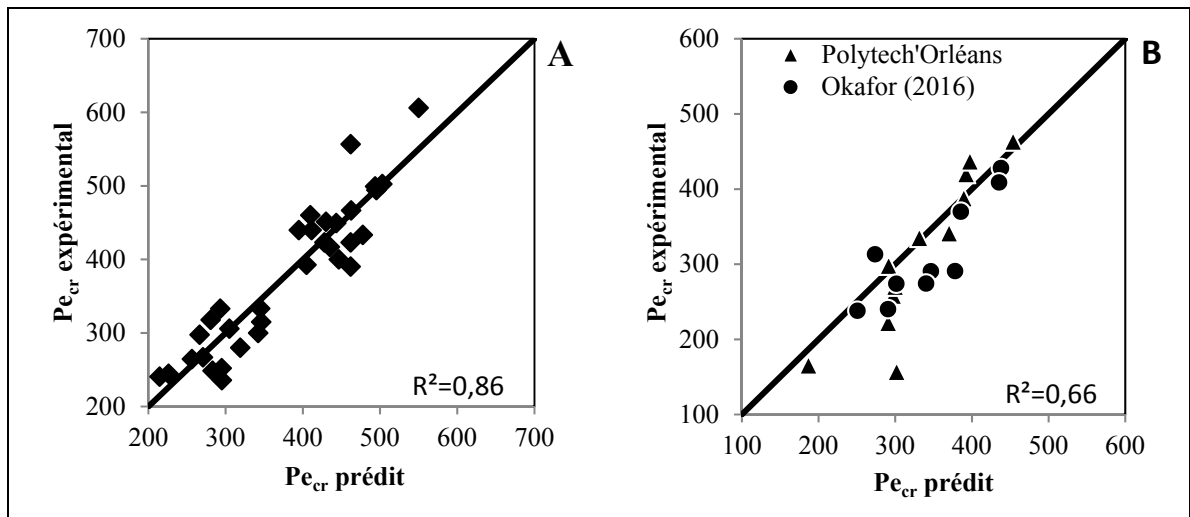 A
Pe_cr expérimental
700
600
500
400
300
200
200 300 400 500 600 700
R²=0,86
Pe_cr prédit
B
Polytech'Orléans
Okafor (2016)
Pe_cr expérimental
600
500
400
300
200
100
100 200 300 400 500 600
R²=0,66
Pe_cr prédit